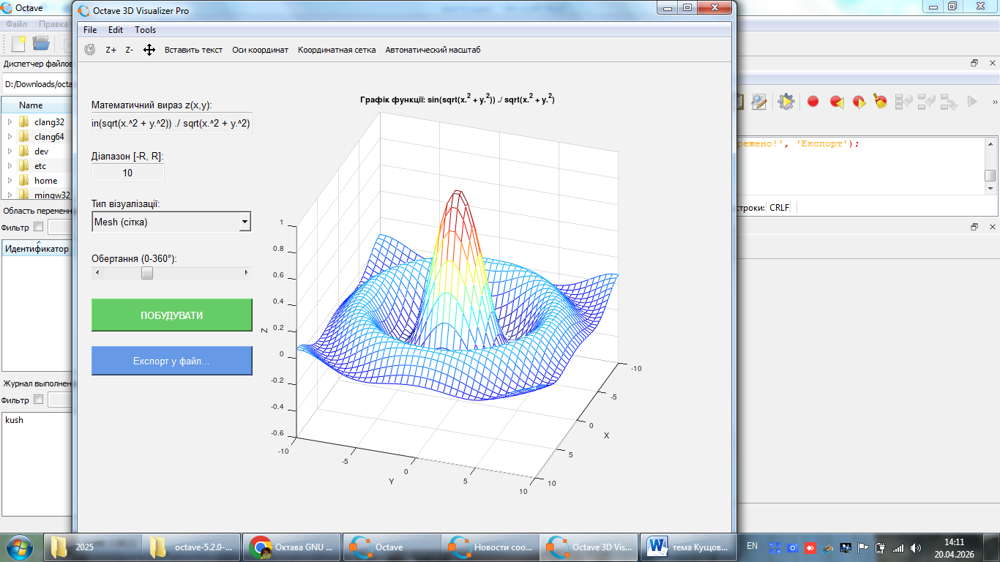 Octave
Octave 3D Visualizer Pro
Файл Правка
File Edit Tools
Z+ Z- Вставить текст Оси координат Координатная сетка Автоматический масштаб
Диспетчер файлов
D:/Downloads/octa
Name
clang32
clang64
dev
etc
home
mingw32
Область переменн
Фильтр
Идентификатор
Журнал выполнен
Фильтр
kush
Математичний вираз z(x,y):
in(sqrt(x.^2 + y.^2)) ./ sqrt(x.^2 + y.^2)
Діапазон [-R, R]:
10
Тип візуалізації:
Mesh (сітка)
Обертання (0-360°):
ПОБУДУВАТИ
Експорт у файл...
Графік функції: sin(sqrt(x.^2 + y.^2)) ./ sqrt(x.^2 + y.^2)
1
0.8
0.6
0.4
0.2
0
-0.2
-0.4
-0.6
Z
-10
-5
0
5
10
Y
-10
-5
0
5
10
X
режено!', 'Експорт');
строки: CRLF
2025
octave-5.2.0-...
Октава GNU ...
Octave
Новости соо...
Octave 3D Vis...
тема Кущов...
EN
14:11
20.04.2026